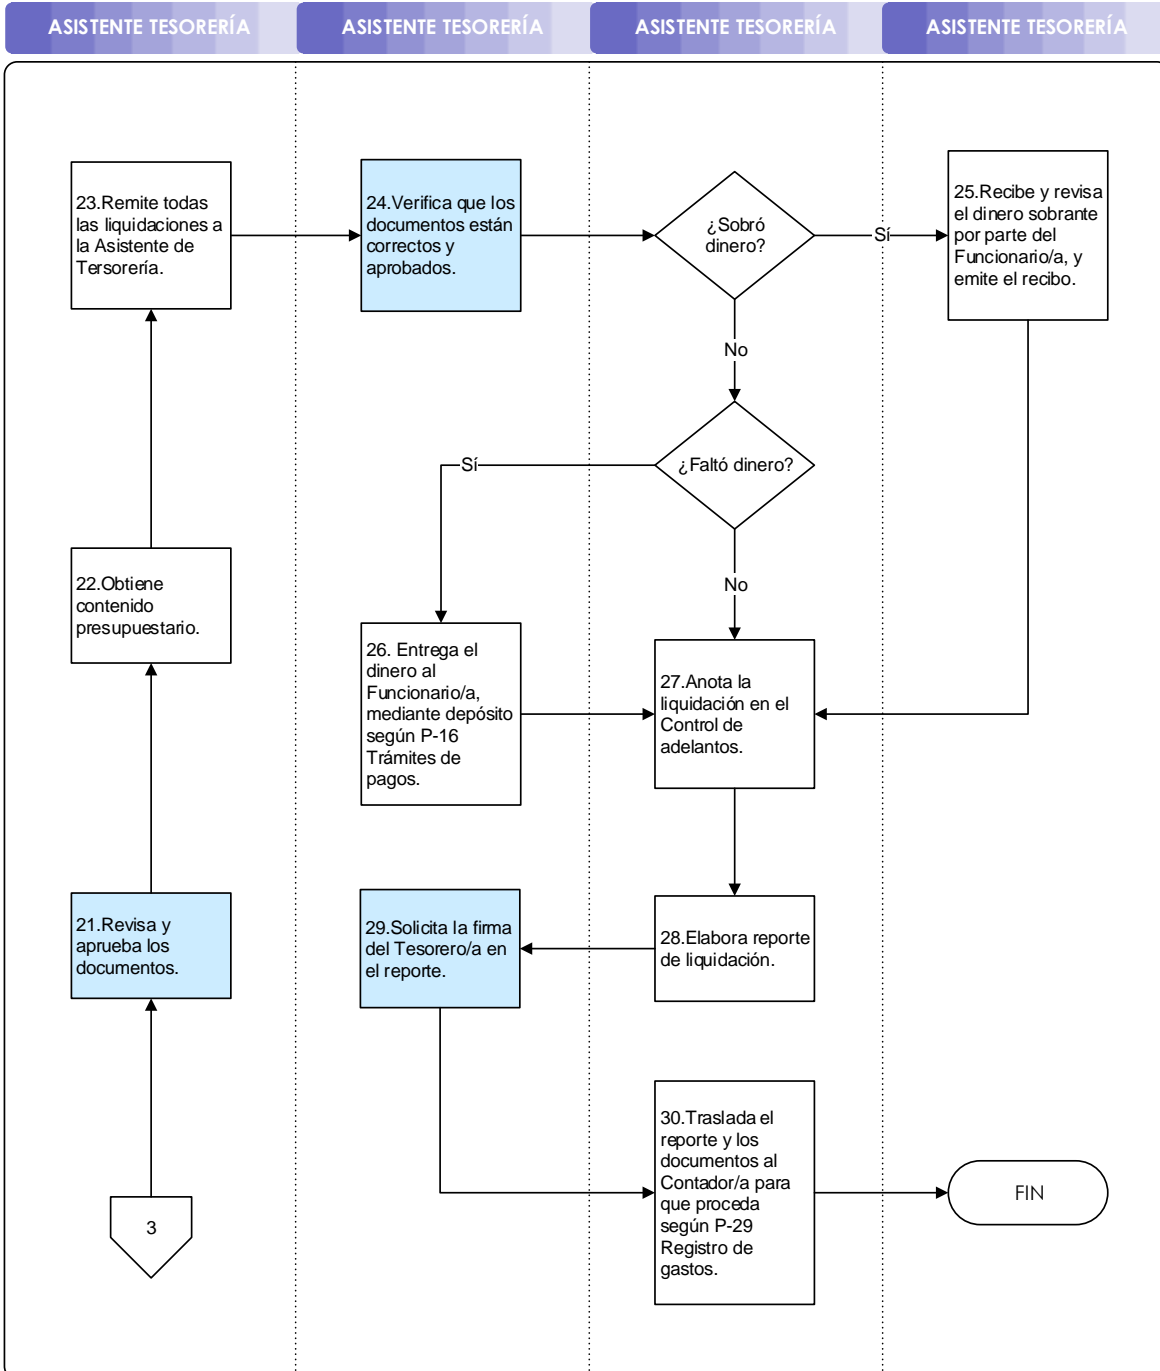 ASISTENTE TESORERÍA
ASISTENTE TESORERÍA
ASISTENTE TESORERÍA
ASISTENTE TESORERÍA
23.Remite todas
las liquidaciones a
la Asistente de
Tersorería.
24.Verifica que los
documentos están
correctos y
aprobados.
¿Sobró
dinero?
Sí
25.Recibe y revisa
el dinero sobrante
por parte del
Funcionario/a, y
emite el recibo.
No
¿Faltó dinero?
Sí
No
22.Obtiene
contenido
presupuestario.
26. Entrega el
dinero al
Funcionario/a,
mediante depósito
según P-16
Trámites de
pagos.
27.Anota la
liquidación en el
Control de
adelantos.
21.Revisa y
aprueba los
documentos.
29.Solicita la firma
del Tesorero/a en
el reporte.
28.Elabora reporte
de liquidación.
30.Traslada el
reporte y los
documentos al
Contador/a para
que proceda
según P-29
Registro de
gastos.
FIN
3